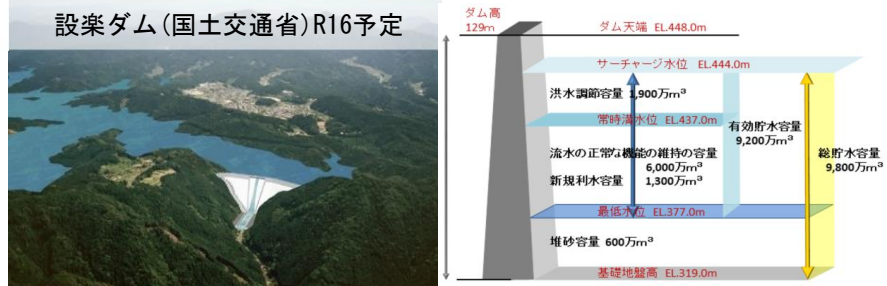 設楽ダム(国土交通省)R16予定
ダム高
129m
ダム天端 EL.448.0m
サーチャージ水位 EL.444.0m
洪水調節容量 1,900万m³
常時満水位 EL.437.0m
有効貯水容量
9,200万m³
流水の正常な機能の維持の容量
6,000万m³
新規利水容量 1,300万m³
総貯水容量
9,800万m³
最低水位 EL.377.0m
堆砂容量 600万m³
基礎地盤高 EL.319.0m